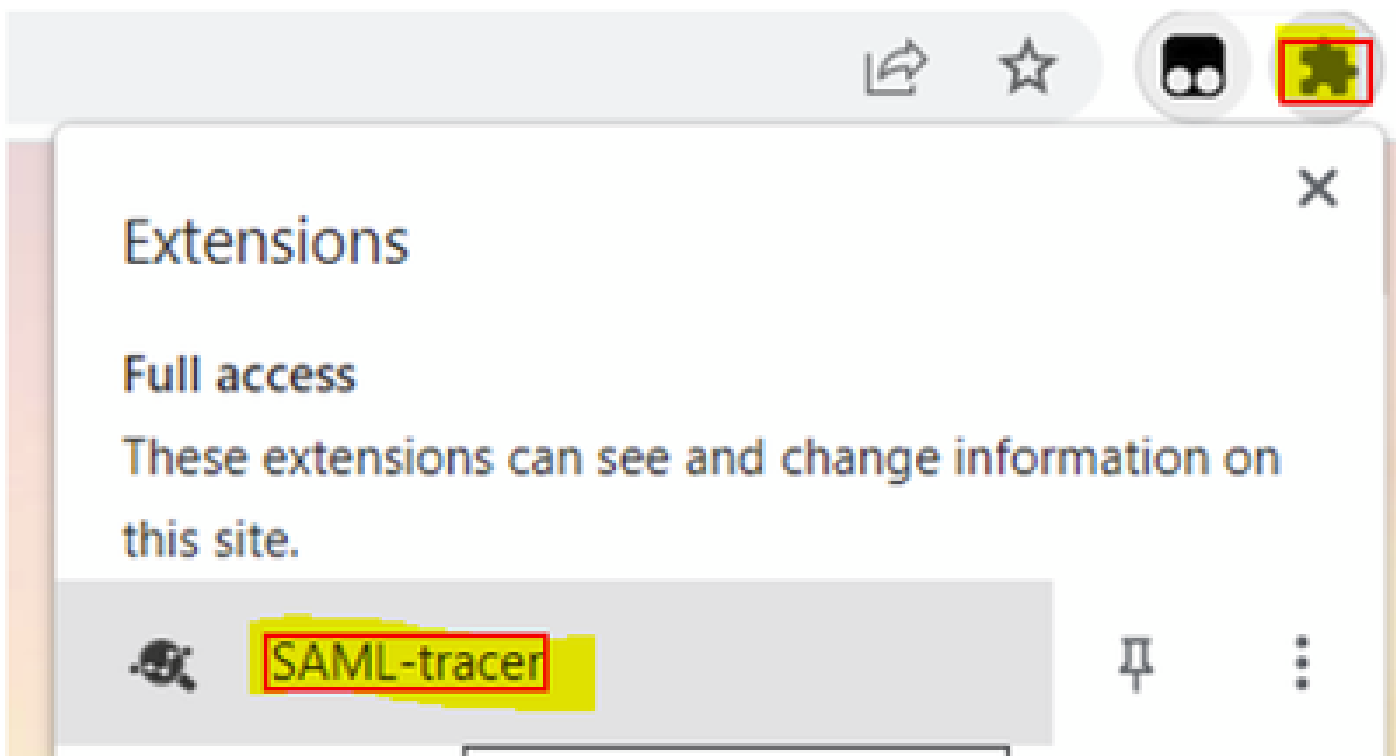 Extensions
Full access
These extensions can see and change information on
this site.
SAML-tracer